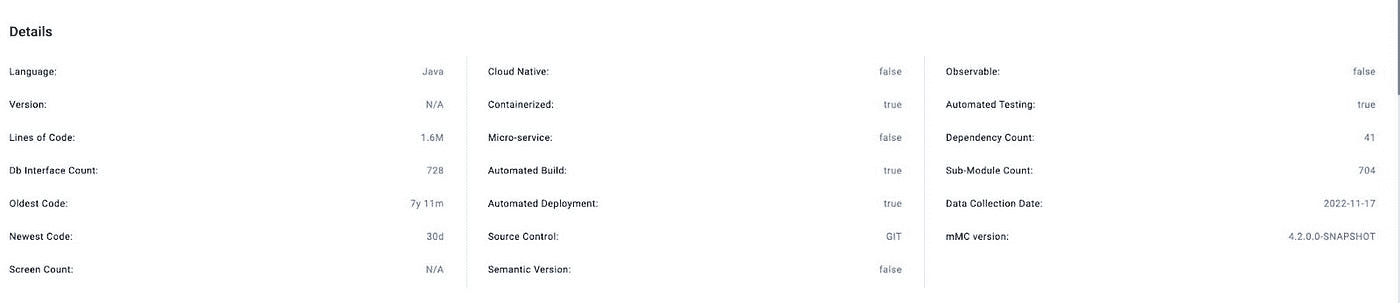 Details
Language: Java
Version: N/A
Lines of Code: 1.6M
Db Interface Count: 728
Oldest Code: 7y 11m
Newest Code: 30d
Screen Count: N/A
Cloud Native: false
Containerized: true
Micro-service: false
Automated Build: true
Automated Deployment: true
Source Control: GIT
Semantic Version: false
Observable: false
Automated Testing: true
Dependency Count: 41
Sub-Module Count: 704
Data Collection Date: 2022-11-17
mMC version: 4.2.0.0-SNAPSHOT